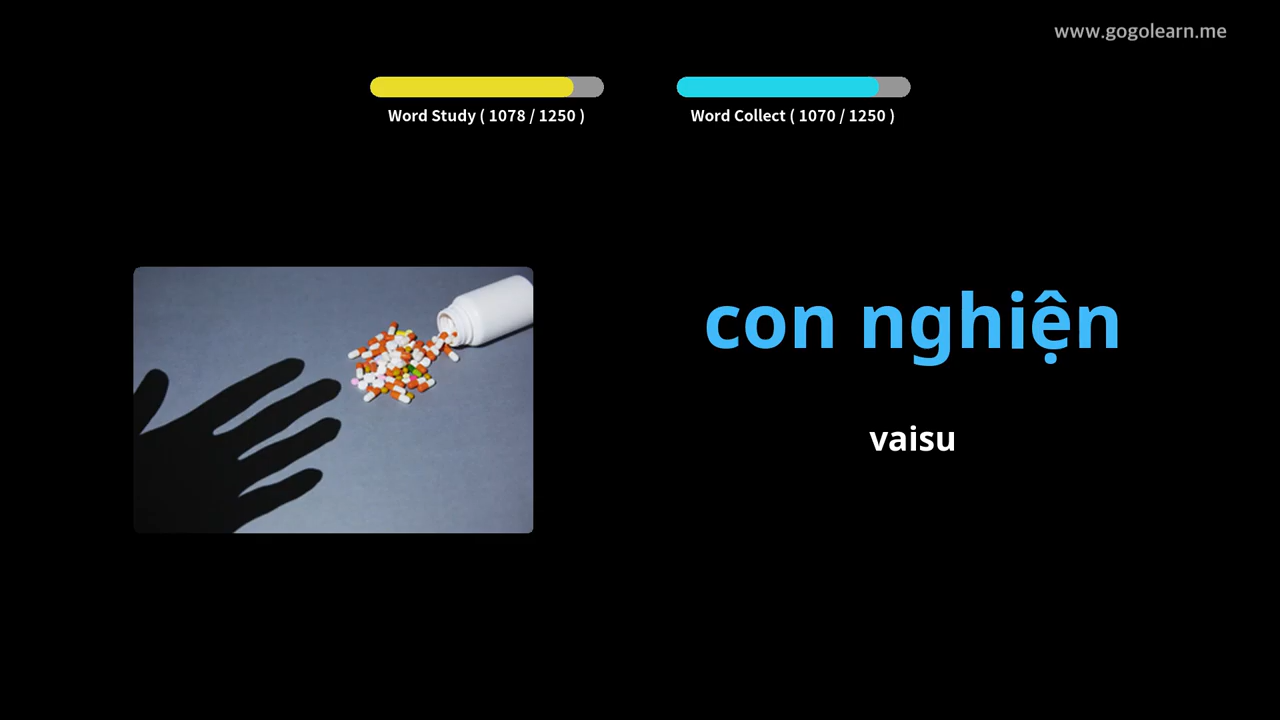 www.gogolearn.me
Word Study ( 1078 / 1250 )
Word Collect ( 1070 / 1250 )
con nghiện
vaisu